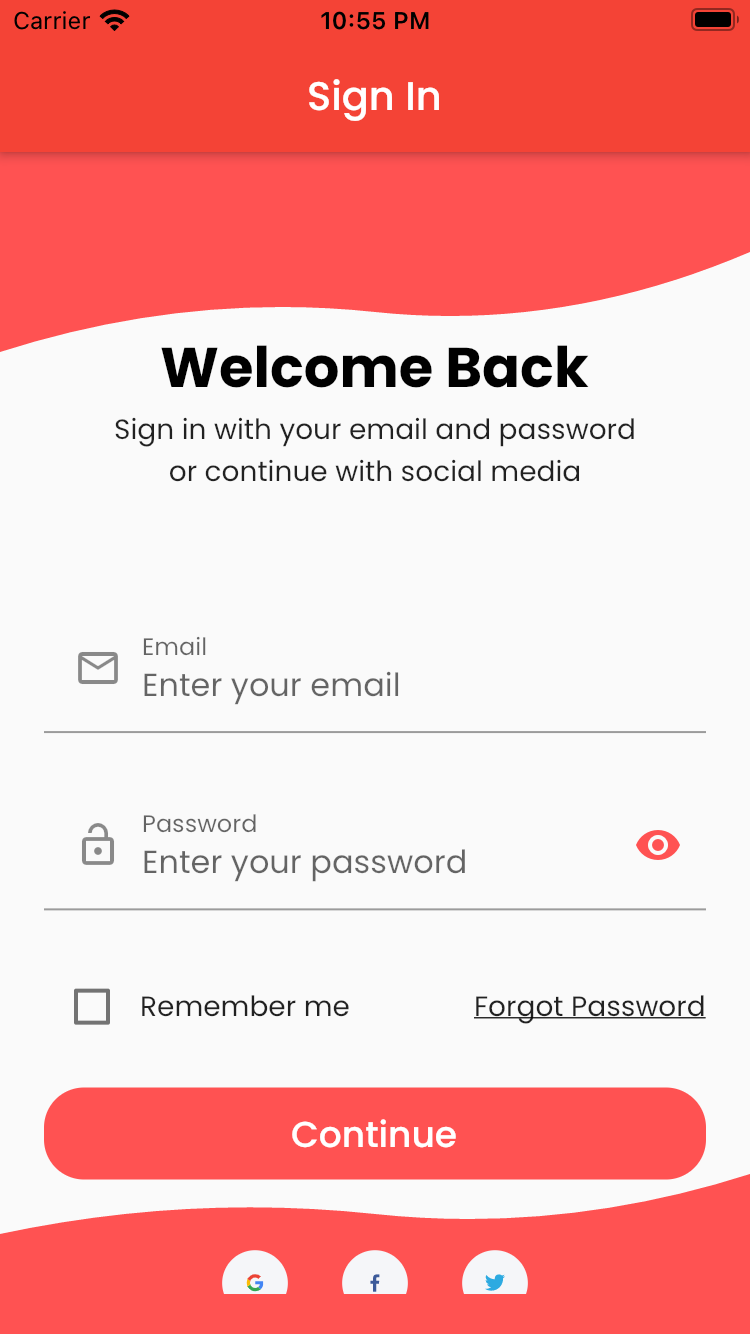 Carrier 10:55 PM
Sign In
Welcome Back
Sign in with your email and password
or continue with social media
Email
Enter your email
Password
Enter your password
Remember me Forgot Password
Continue